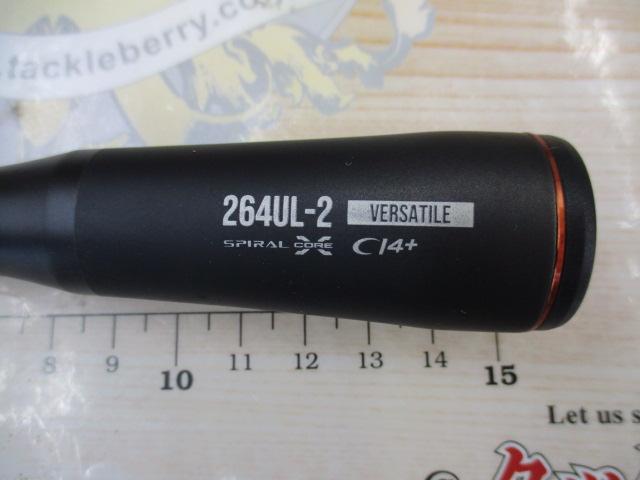 tackleberry.co
264UL-2 VERSATILE
SPIRAL X CORE CI4+
8 9 10 11 12 13 14 15
Let us s